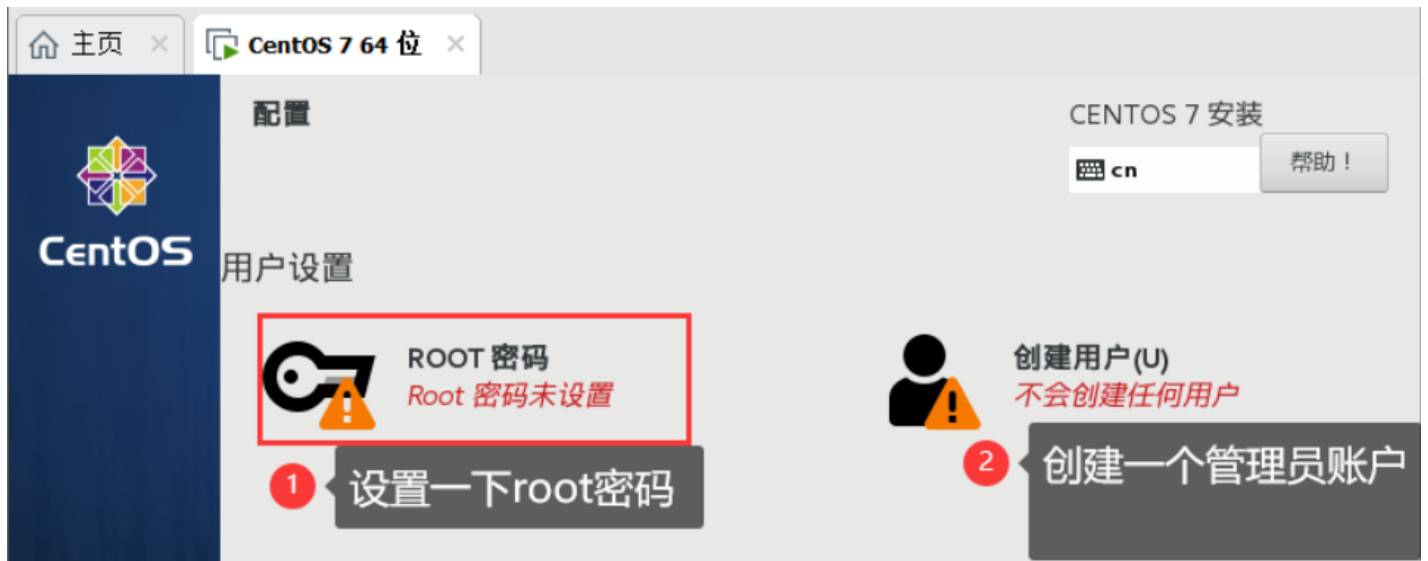 主页
CentOS 7 64 位
配置
CENTOS 7 安装
cn
帮助！
CentOS
用户设置
ROOT 密码
Root 密码未设置
创建用户(U)
不会创建任何用户
1 设置一下root密码
2 创建一个管理员账户